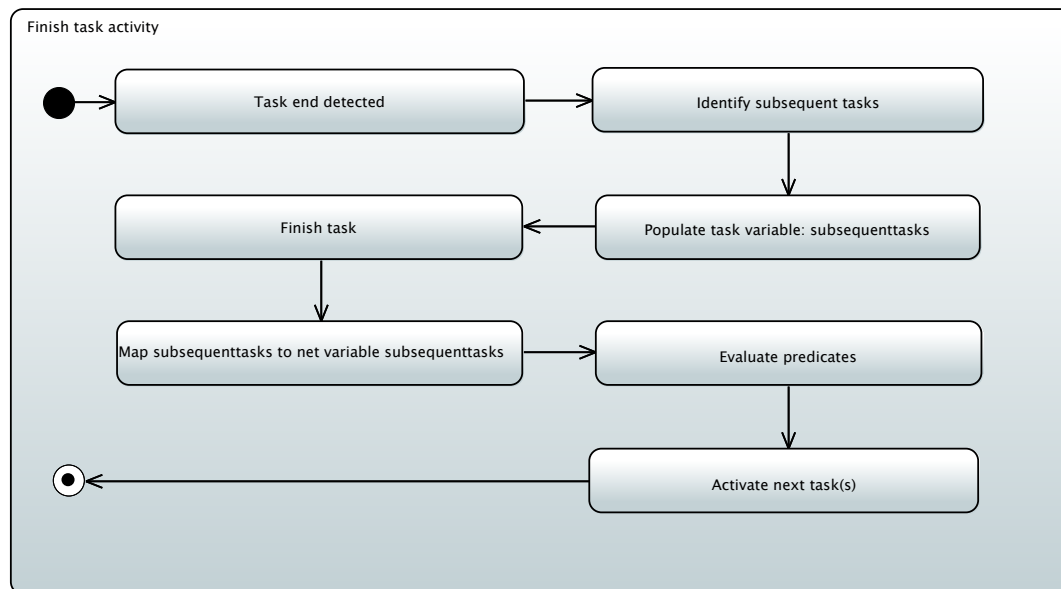 Finish task activity
Task end detected
Identify subsequent tasks
Finish task
Populate task variable: subsequenttasks
Map subsequenttasks to net variable subsequenttasks
Evaluate predicates
Activate next task(s)